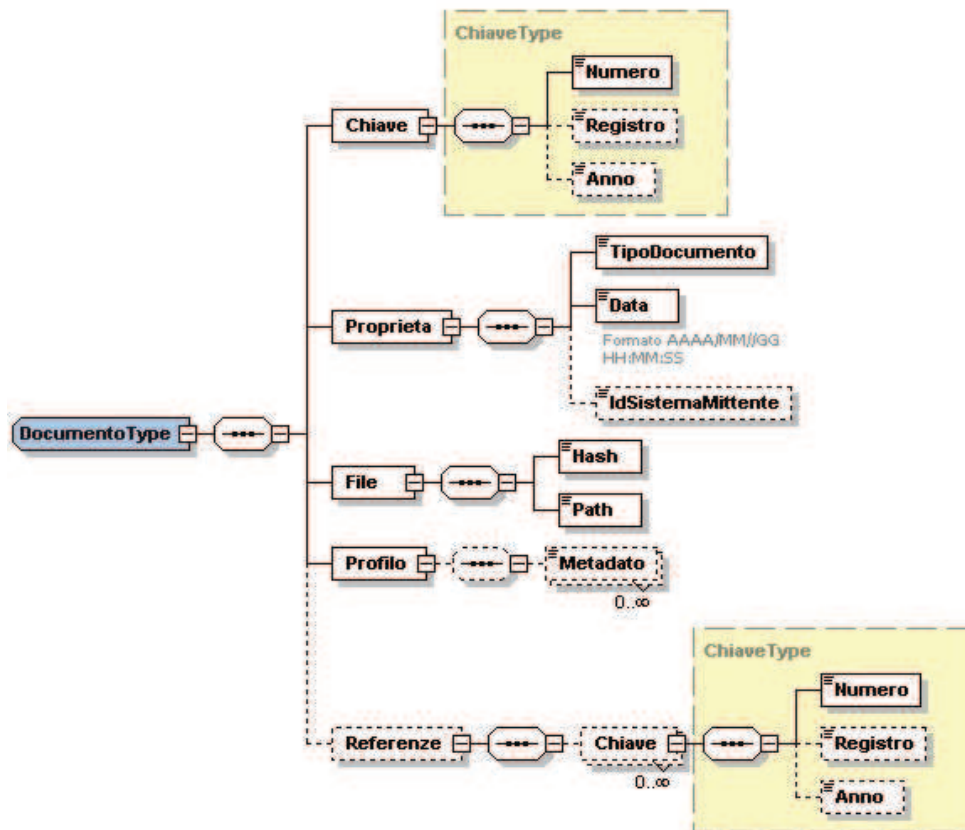 ChiaveType
Numero
Chiave
Registro
Anno
TipoDocumento
Data
Proprieta
Formato AAAA/MM//GG
HH:MM:SS
IdSistemaMittente
DocumentoType
Hash
File
Path
Profilo
Metadato
0..∞
ChiaveType
Numero
Referenze
Chiave
Registro
0..∞
Anno